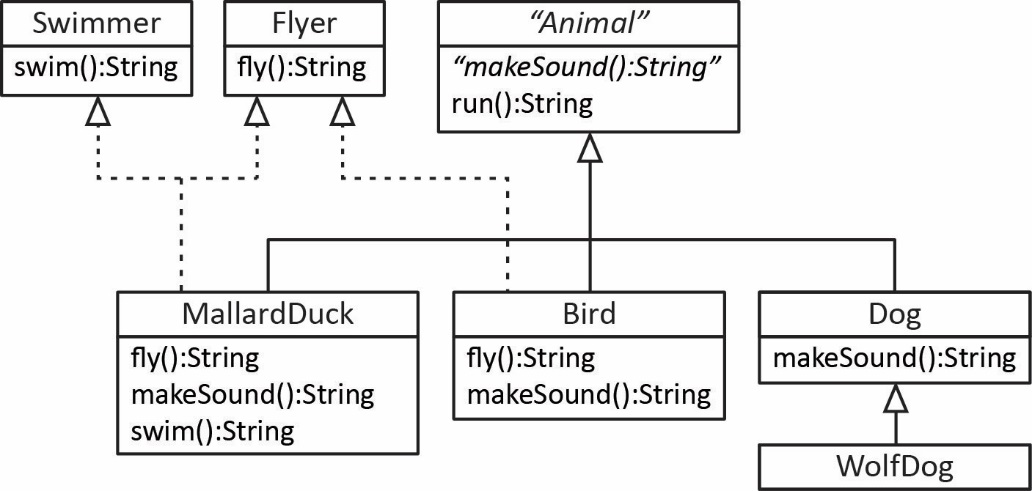 Swimmer
swim():String
Flyer
fly():String
“Animal”
“makeSound():String”
run():String
MallardDuck
fly():String
makeSound():String
swim():String
Bird
fly():String
makeSound():String
Dog
makeSound():String
WolfDog